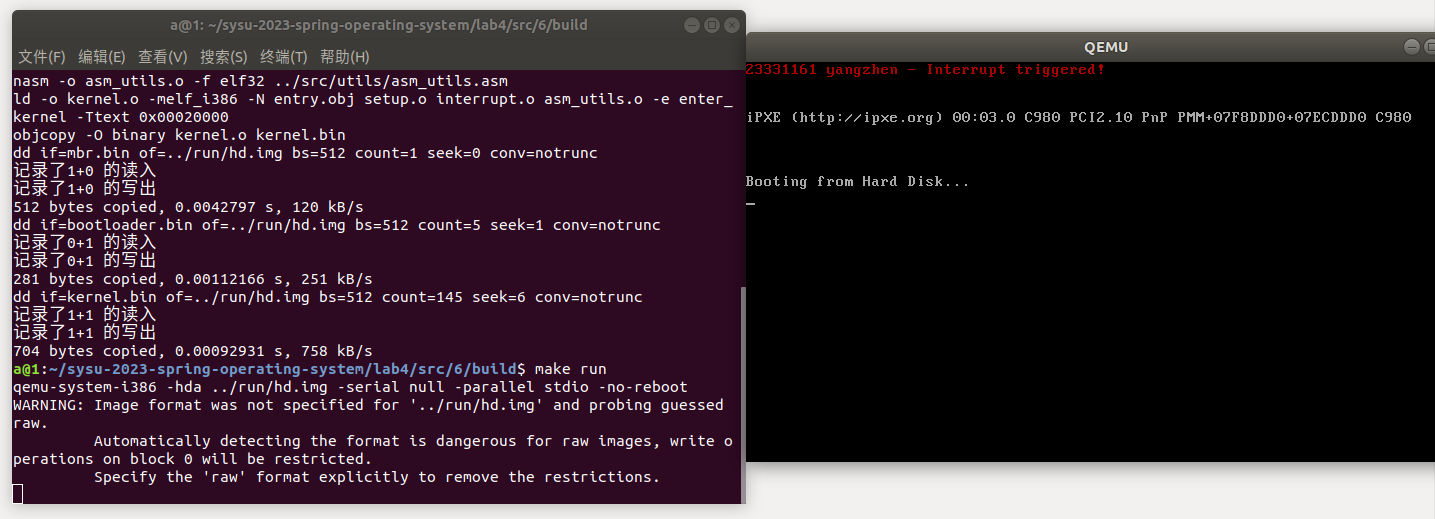 a@1: ~/sysu-2023-spring-operating-system/lab4/src/6/build
文件(F) 编辑(E) 查看(V) 搜索(S) 终端(T) 帮助(H)
nasm -o asm_utils.o -f elf32 ../src/utils/asm_utils.asm
ld -o kernel.o -melf_i386 -N entry.obj setup.o interrupt.o asm_utils.o -e enter_
kernel -Ttext 0x00020000
objcopy -O binary kernel.o kernel.bin
dd if=mbr.bin of=../run/hd.img bs=512 count=1 seek=0 conv=notrunc
记录了1+0 的读入
记录了1+0 的写出
512 bytes copied, 0.0042797 s, 120 kB/s
dd if=bootloader.bin of=../run/hd.img bs=512 count=5 seek=1 conv=notrunc
记录了0+1 的读入
记录了0+1 的写出
281 bytes copied, 0.00112166 s, 251 kB/s
dd if=kernel.bin of=../run/hd.img bs=512 count=145 seek=6 conv=notrunc
记录了1+1 的读入
记录了1+1 的写出
704 bytes copied, 0.00092931 s, 758 kB/s
a@1:~/sysu-2023-spring-operating-system/lab4/src/6/build$ make run
qemu-system-i386 -hda ../run/hd.img -serial null -parallel stdio -no-reboot
WARNING: Image format was not specified for '../run/hd.img' and probing guessed
raw.
Automatically detecting the format is dangerous for raw images, write o
perations on block 0 will be restricted.
Specify the 'raw' format explicitly to remove the restrictions.
QEMU
23331161 yangzhen - Interrupt triggered!
iPXE (http://ipxe.org) 00:03.0 C980 PCI2.10 PnP PMM+07F8DDD0+07ECDDD0 C980
Booting from Hard Disk...